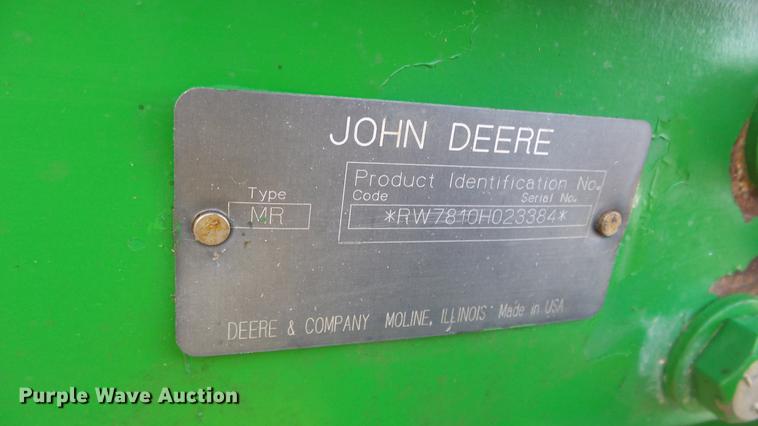 JOHN DEERE
Product Identification No.
Type Code Serial No.
MR *RW7810H023384*
DEERE & COMPANY MOLINE, ILLINOIS Made in USA
Purple Wave Auction®